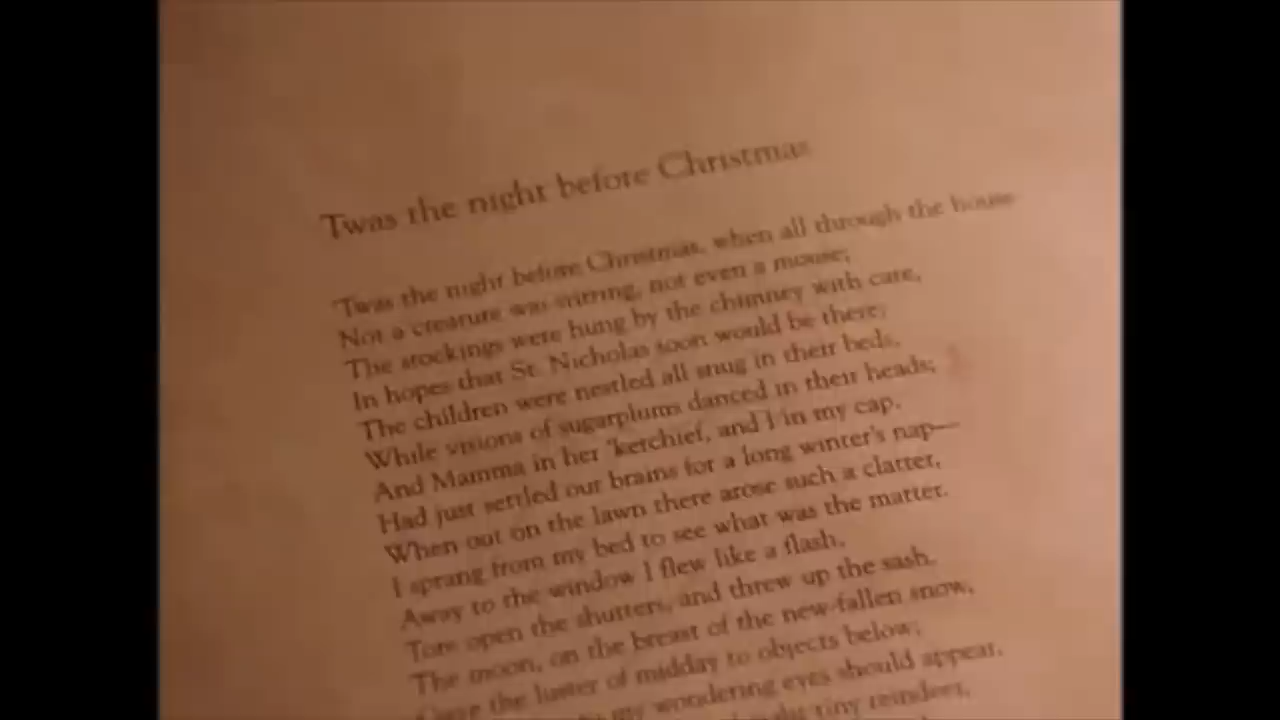 'Twas the night before Christmas
'Twas the night before Christmas, when all through the house
Not a creature was stirring, not even a mouse;
The stockings were hung by the chimney with care,
In hopes that St. Nicholas soon would be there;
The children were nestled all snug in their beds,
While visions of sugarplums danced in their heads;
And Mamma in her 'kerchief, and I in my cap,
Had just settled our brains for a long winter's nap—
When out on the lawn there arose such a clatter,
I sprang from my bed to see what was the matter.
Away to the window I flew like a flash,
Tore open the shutters, and threw up the sash.
The moon, on the breast of the new-fallen snow,
Gave the luster of midday to objects below;
my wondering eyes should appear,
tiny reindeer,